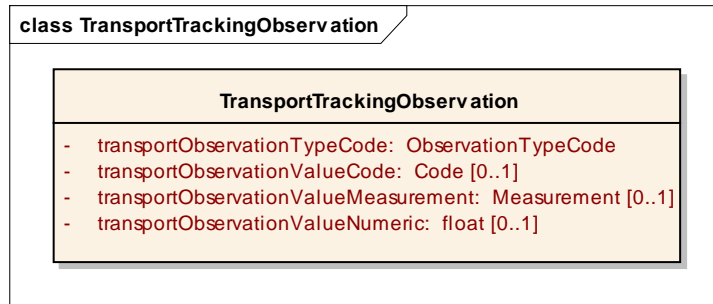 class TransportTrackingObservation
TransportTrackingObservation
- transportObservationTypeCode: ObservationTypeCode
- transportObservationValueCode: Code [0..1]
- transportObservationValueMeasurement: Measurement [0..1]
- transportObservationValueNumeric: float [0..1]